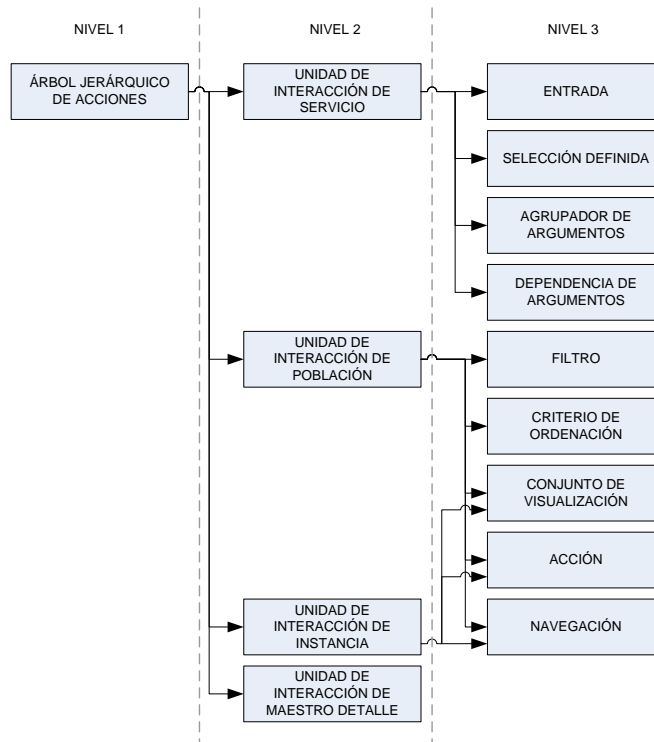 NIVEL 1
NIVEL 2
NIVEL 3
ÁRBOL JERÁRQUICO
DE ACCIONES
UNIDAD DE
INTERACCIÓN DE
SERVICIO
ENTRADA
SELECCIÓN DEFINIDA
AGRUPADOR DE
ARGUMENTOS
DEPENDENCIA DE
ARGUMENTOS
UNIDAD DE
INTERACCIÓN DE
POBLACIÓN
FILTRO
CRITERIO DE
ORDENACIÓN
CONJUNTO DE
VISUALIZACIÓN
ACCIÓN
UNIDAD DE
INTERACCIÓN DE
INSTANCIA
NAVEGACIÓN
UNIDAD DE
INTERACCIÓN DE
MAESTRO DETALLE